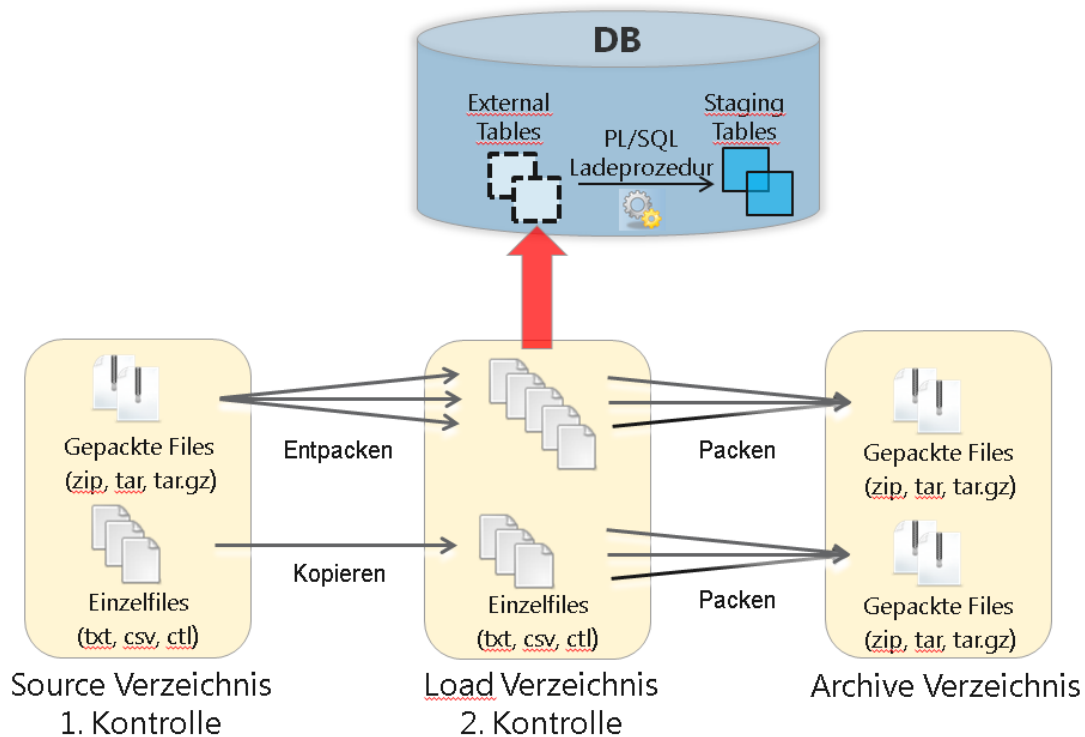 DB
External
Tables
PL/SQL
Ladeprozedur
Staging
Tables
Gepackte Files
(zip, tar, tar.gz)
Entpacken
Packen
Gepackte Files
(zip, tar, tar.gz)
Einzelfiles
(txt, csv, ctl)
Kopieren
Einzelfiles
(txt, csv, ctl)
Packen
Gepackte Files
(zip, tar, tar.gz)
Source Verzeichnis
1. Kontrolle
Load Verzeichnis
2. Kontrolle
Archive Verzeichnis